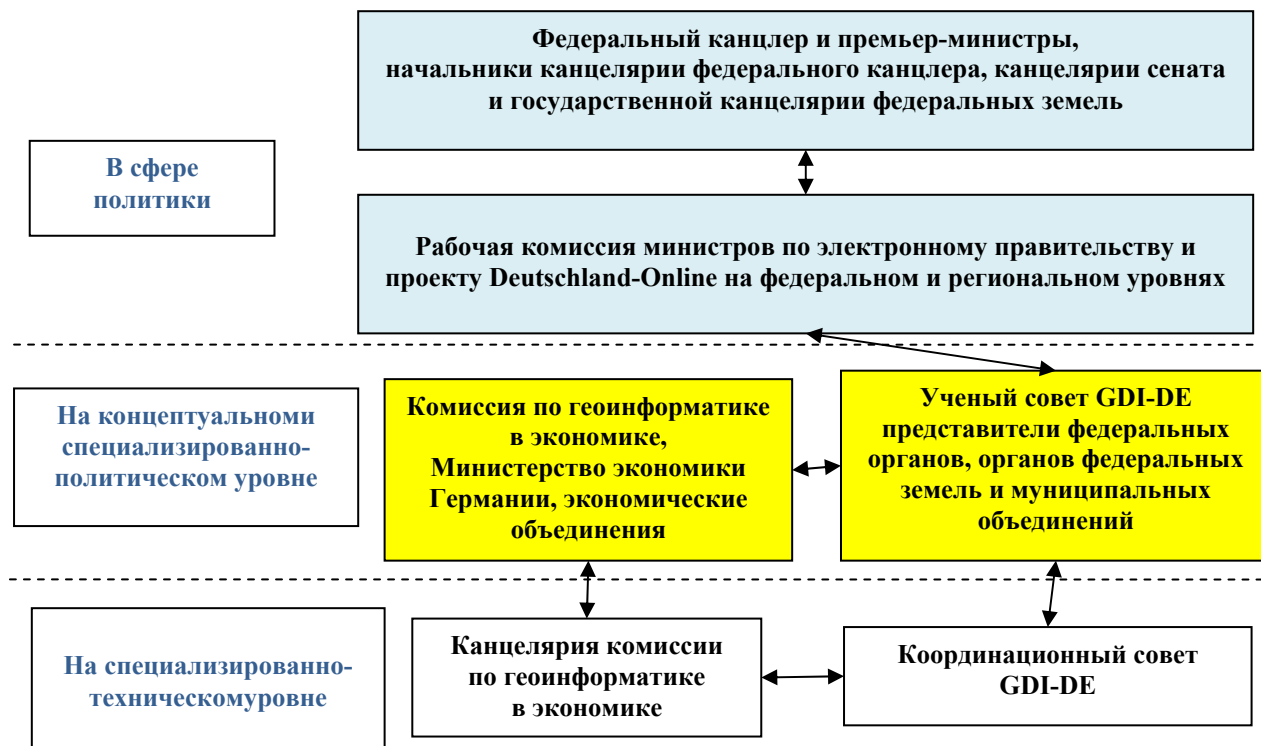 Федеральный канцлер и премьер-министры,
начальники канцелярии федерального канцлера, канцелярии сената
и государственной канцелярии федеральных земель
В сфере
политики
Рабочая комиссия министров по электронному правительству и
проекту Deutschland-Online на федеральном и региональном уровнях
На концептуальноми
специализированно-
политическом уровне
Комиссия по геоинформатике
в экономике,
Министерство экономики
Германии, экономические
объединения
Ученый совет GDI-DE
представители федеральных
органов, органов федеральных
земель и муниципальных
объединений
На специализированно-
техническомуровне
Канцелярия комиссии
по геоинформатике
в экономике
Координационный совет
GDI-DE